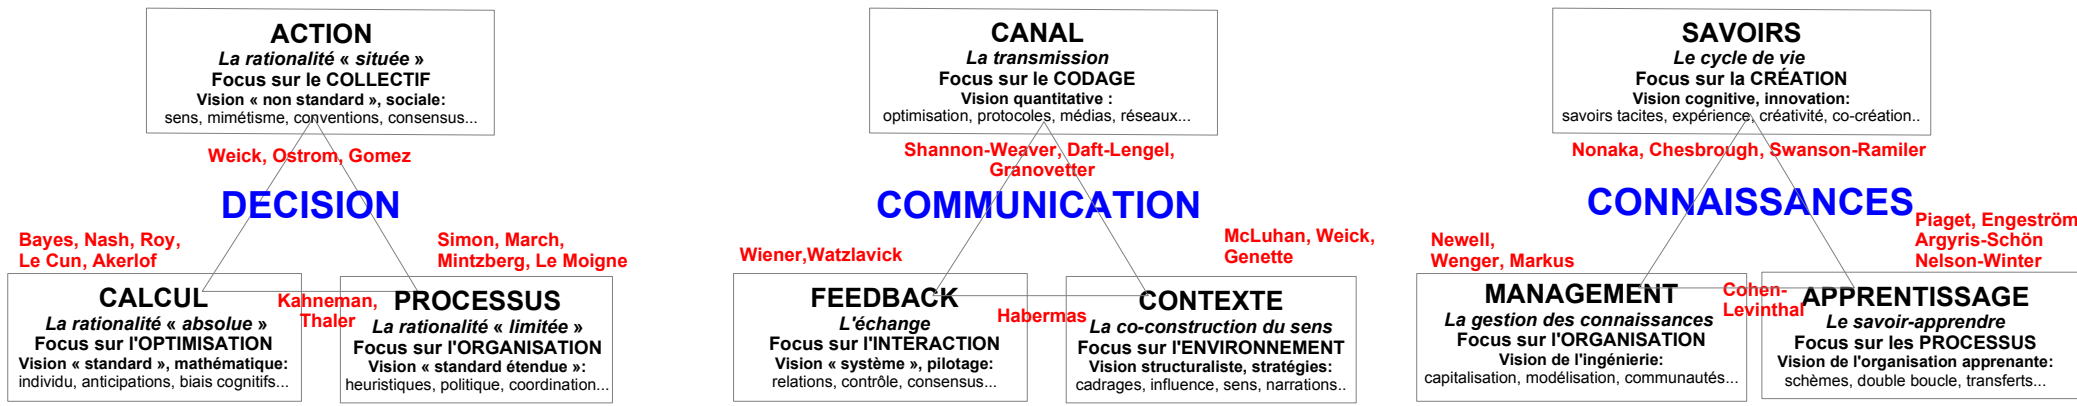 ACTION
La rationalité « située »
Focus sur le COLLECTIF
Vision « non standard », sociale:
sens, mimétisme, conventions, consensus...
Weick, Ostrom, Gomez
DECISION
Bayes, Nash, Roy,
Le Cun, Akerlof
Simon, March,
Mintzberg, Le Moigne
CALCUL
La rationalité « absolue »
Focus sur l'OPTIMISATION
Vision « standard », mathématique:
individu, anticipations, biais cognitifs...
Kahneman,
Thaler
PROCESSUS
La rationalité « limitée »
Focus sur l'ORGANISATION
Vision « standard étendue »:
heuristiques, politique, coordination...
CANAL
La transmission
Focus sur le CODAGE
Vision quantitative :
optimisation, protocoles, médias, réseaux...
Shannon-Weaver, Daft-Lengel,
Granovetter
COMMUNICATION
Wiener,Watzlavick
McLuhan, Weick,
Genette
FEEDBACK
L'échange
Focus sur l'INTERACTION
Vision « système », pilotage:
relations, contrôle, consensus...
Habermas
CONTEXTE
La co-construction du sens
Focus sur l'ENVIRONNEMENT
Vision structuraliste, stratégies:
cadrages, influence, sens, narrations..
SAVOIRS
Le cycle de vie
Focus sur la CRÉATION
Vision cognitive, innovation:
savoirs tacites, expérience, créativité, co-création..
Nonaka, Chesbrough, Swanson-Ramiler
CONNAISSANCES
Newell,
Wenger, Markus
Piaget, Engeström
Argyris-Schön
Nelson-Winter
MANAGEMENT
La gestion des connaissances
Focus sur l'ORGANISATION
Vision de l'ingénierie:
capitalisation, modélisation, communautés...
Cohen-
Levinthal
APPRENTISSAGE
Le savoir-apprendre
Focus sur les PROCESSUS
Vision de l'organisation apprenante:
schèmes, double boucle, transferts...